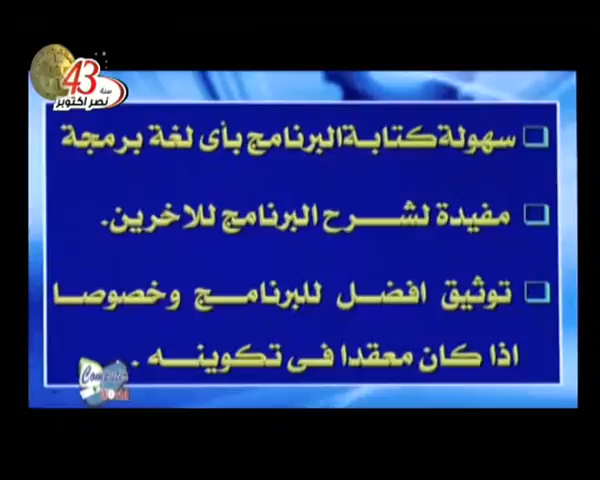 43
سنة
نصر اكتوبر
سهولة كتابة البرنامج بأى لغة برمجة
مفيدة لشرح البرنامج للاخرين.
توثيق افضل للبرنامج وخصوصا
اذا كان معقدا فى تكوينه .
Computer